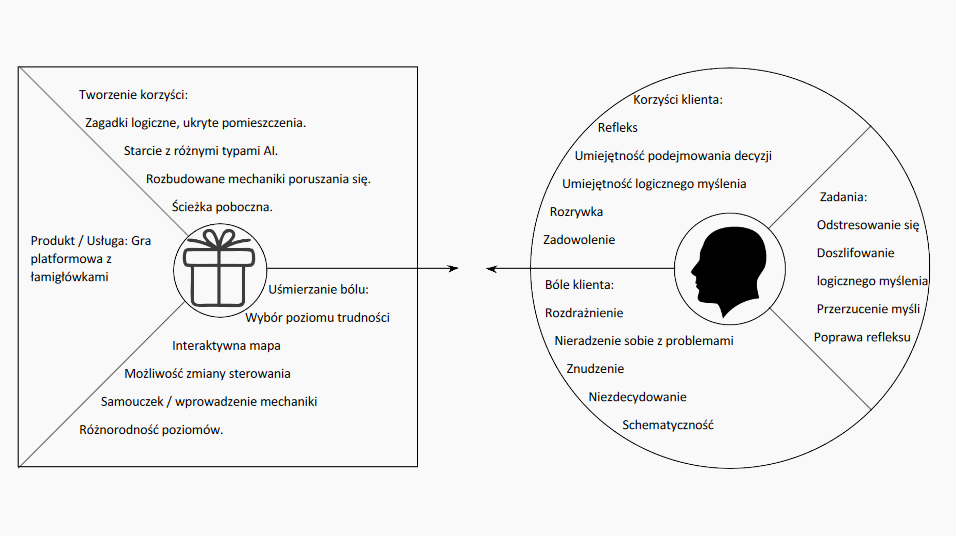 Tworzenie korzyści:
Zagadki logiczne, ukryte pomieszczenia.
Starcie z różnymi typami AI.
Rozbudowane mechaniki poruszania się.
Ścieżka poboczna.
Produkt / Usługa: Gra
platformowa z
łamigłówkami
Uśmierzanie bólu:
Wybór poziomu trudności
Interaktywna mapa
Możliwość zmiany sterowania
Samouczek / wprowadzenie mechaniki
Różnorodność poziomów.
Korzyści klienta:
Refleks
Umiejętność podejmowania decyzji
Umiejętność logicznego myślenia
Rozrywka
Zadowolenie
Bóle klienta:
Rozdrażnienie
Nieradzenie sobie z problemami
Znudzenie
Niezdecydowanie
Schematyczność
Zadania:
Odstresowanie się
Doszlifowanie
logicznego myślenia
Przerzucenie myśli
Poprawa refleksu